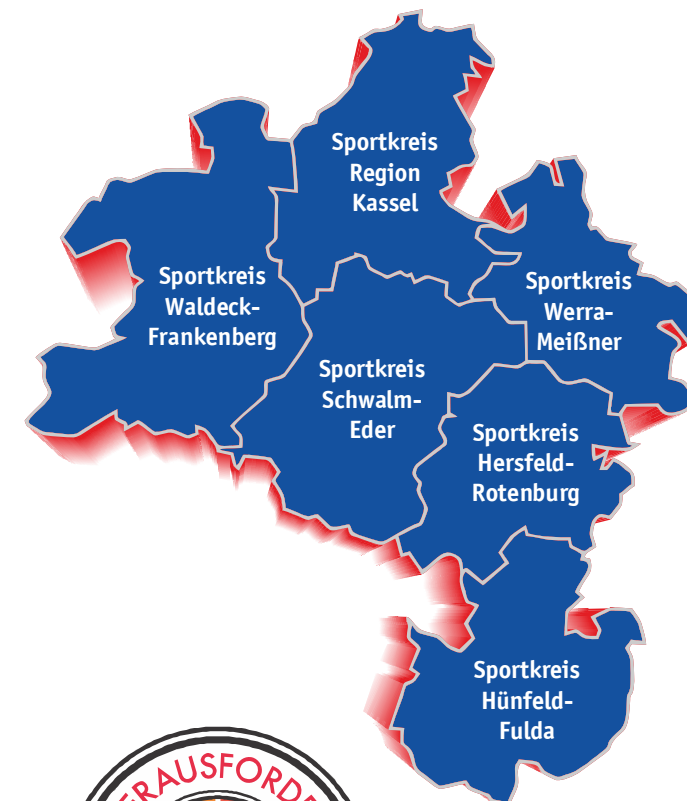 Sportkreis
Region
Kassel
Sportkreis
Waldeck-
Frankenberg
Sportkreis
Werra-
Meißner
Sportkreis
Schwalm-
Eder
Sportkreis
Hersfeld-
Rotenburg
Sportkreis
Hünfeld-
Fulda